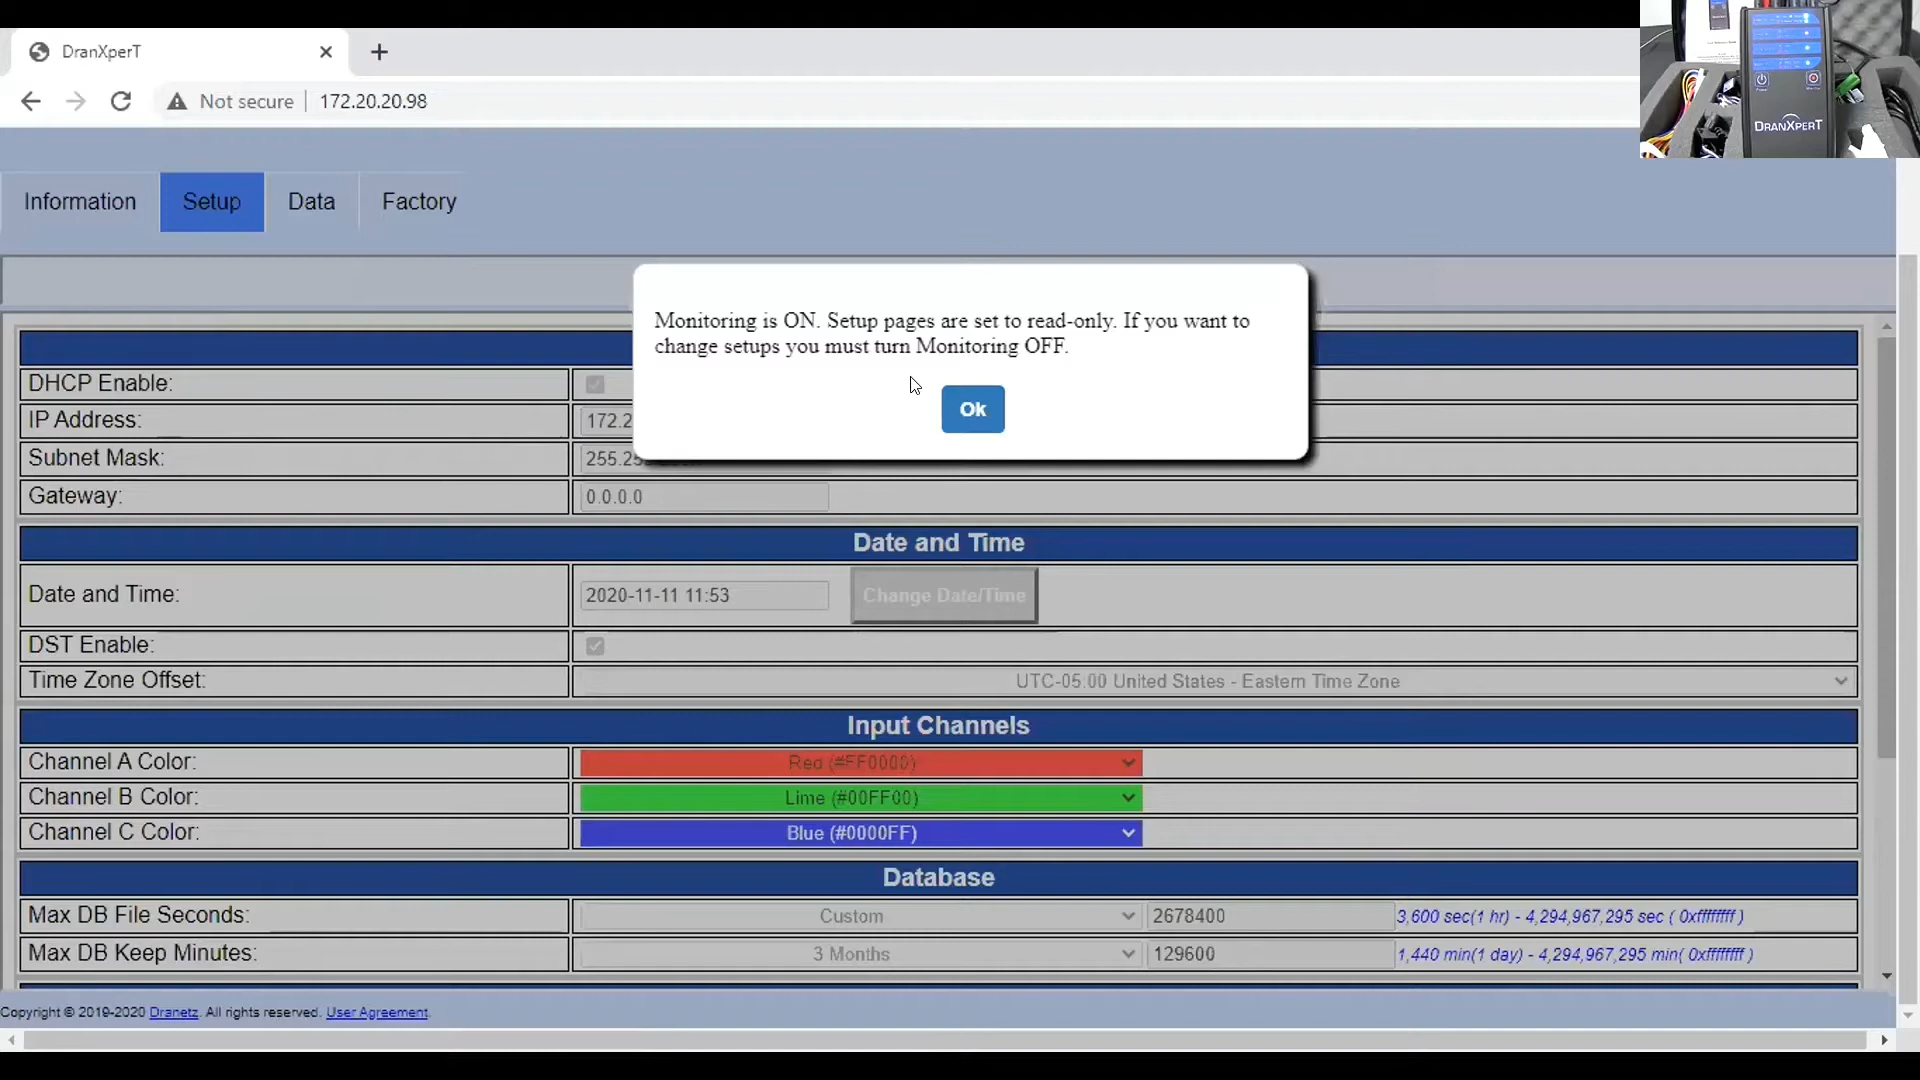 DranXperT
Not secure
172.20.20.98
DRANXPERT
Information
Setup
Data
Factory
Monitoring is ON. Setup pages are set to read-only. If you want to
change setups you must turn Monitoring OFF.
Ok
DHCP Enable:
IP Address: 172.2
Subnet Mask: 255.25
Gateway: 0.0.0.0
Date and Time
Date and Time: 2020-11-11 11:53 Change Date/Time
DST Enable:
Time Zone Offset: UTC-05:00 United States - Eastern Time Zone
Input Channels
Channel A Color: Red (#FF0000)
Channel B Color: Lime (#00FF00)
Channel C Color: Blue (#0000FF)
Database
Max DB File Seconds: Custom 2678400 3,600 sec(1 hr) - 4,294,967,295 sec ( 0xffffffff )
Max DB Keep Minutes: 3 Months 129600 1,440 min(1 day) - 4,294,967,295 min( 0xffffffff )
Copyright © 2019-2020 Dranetz. All rights reserved. User Agreement.